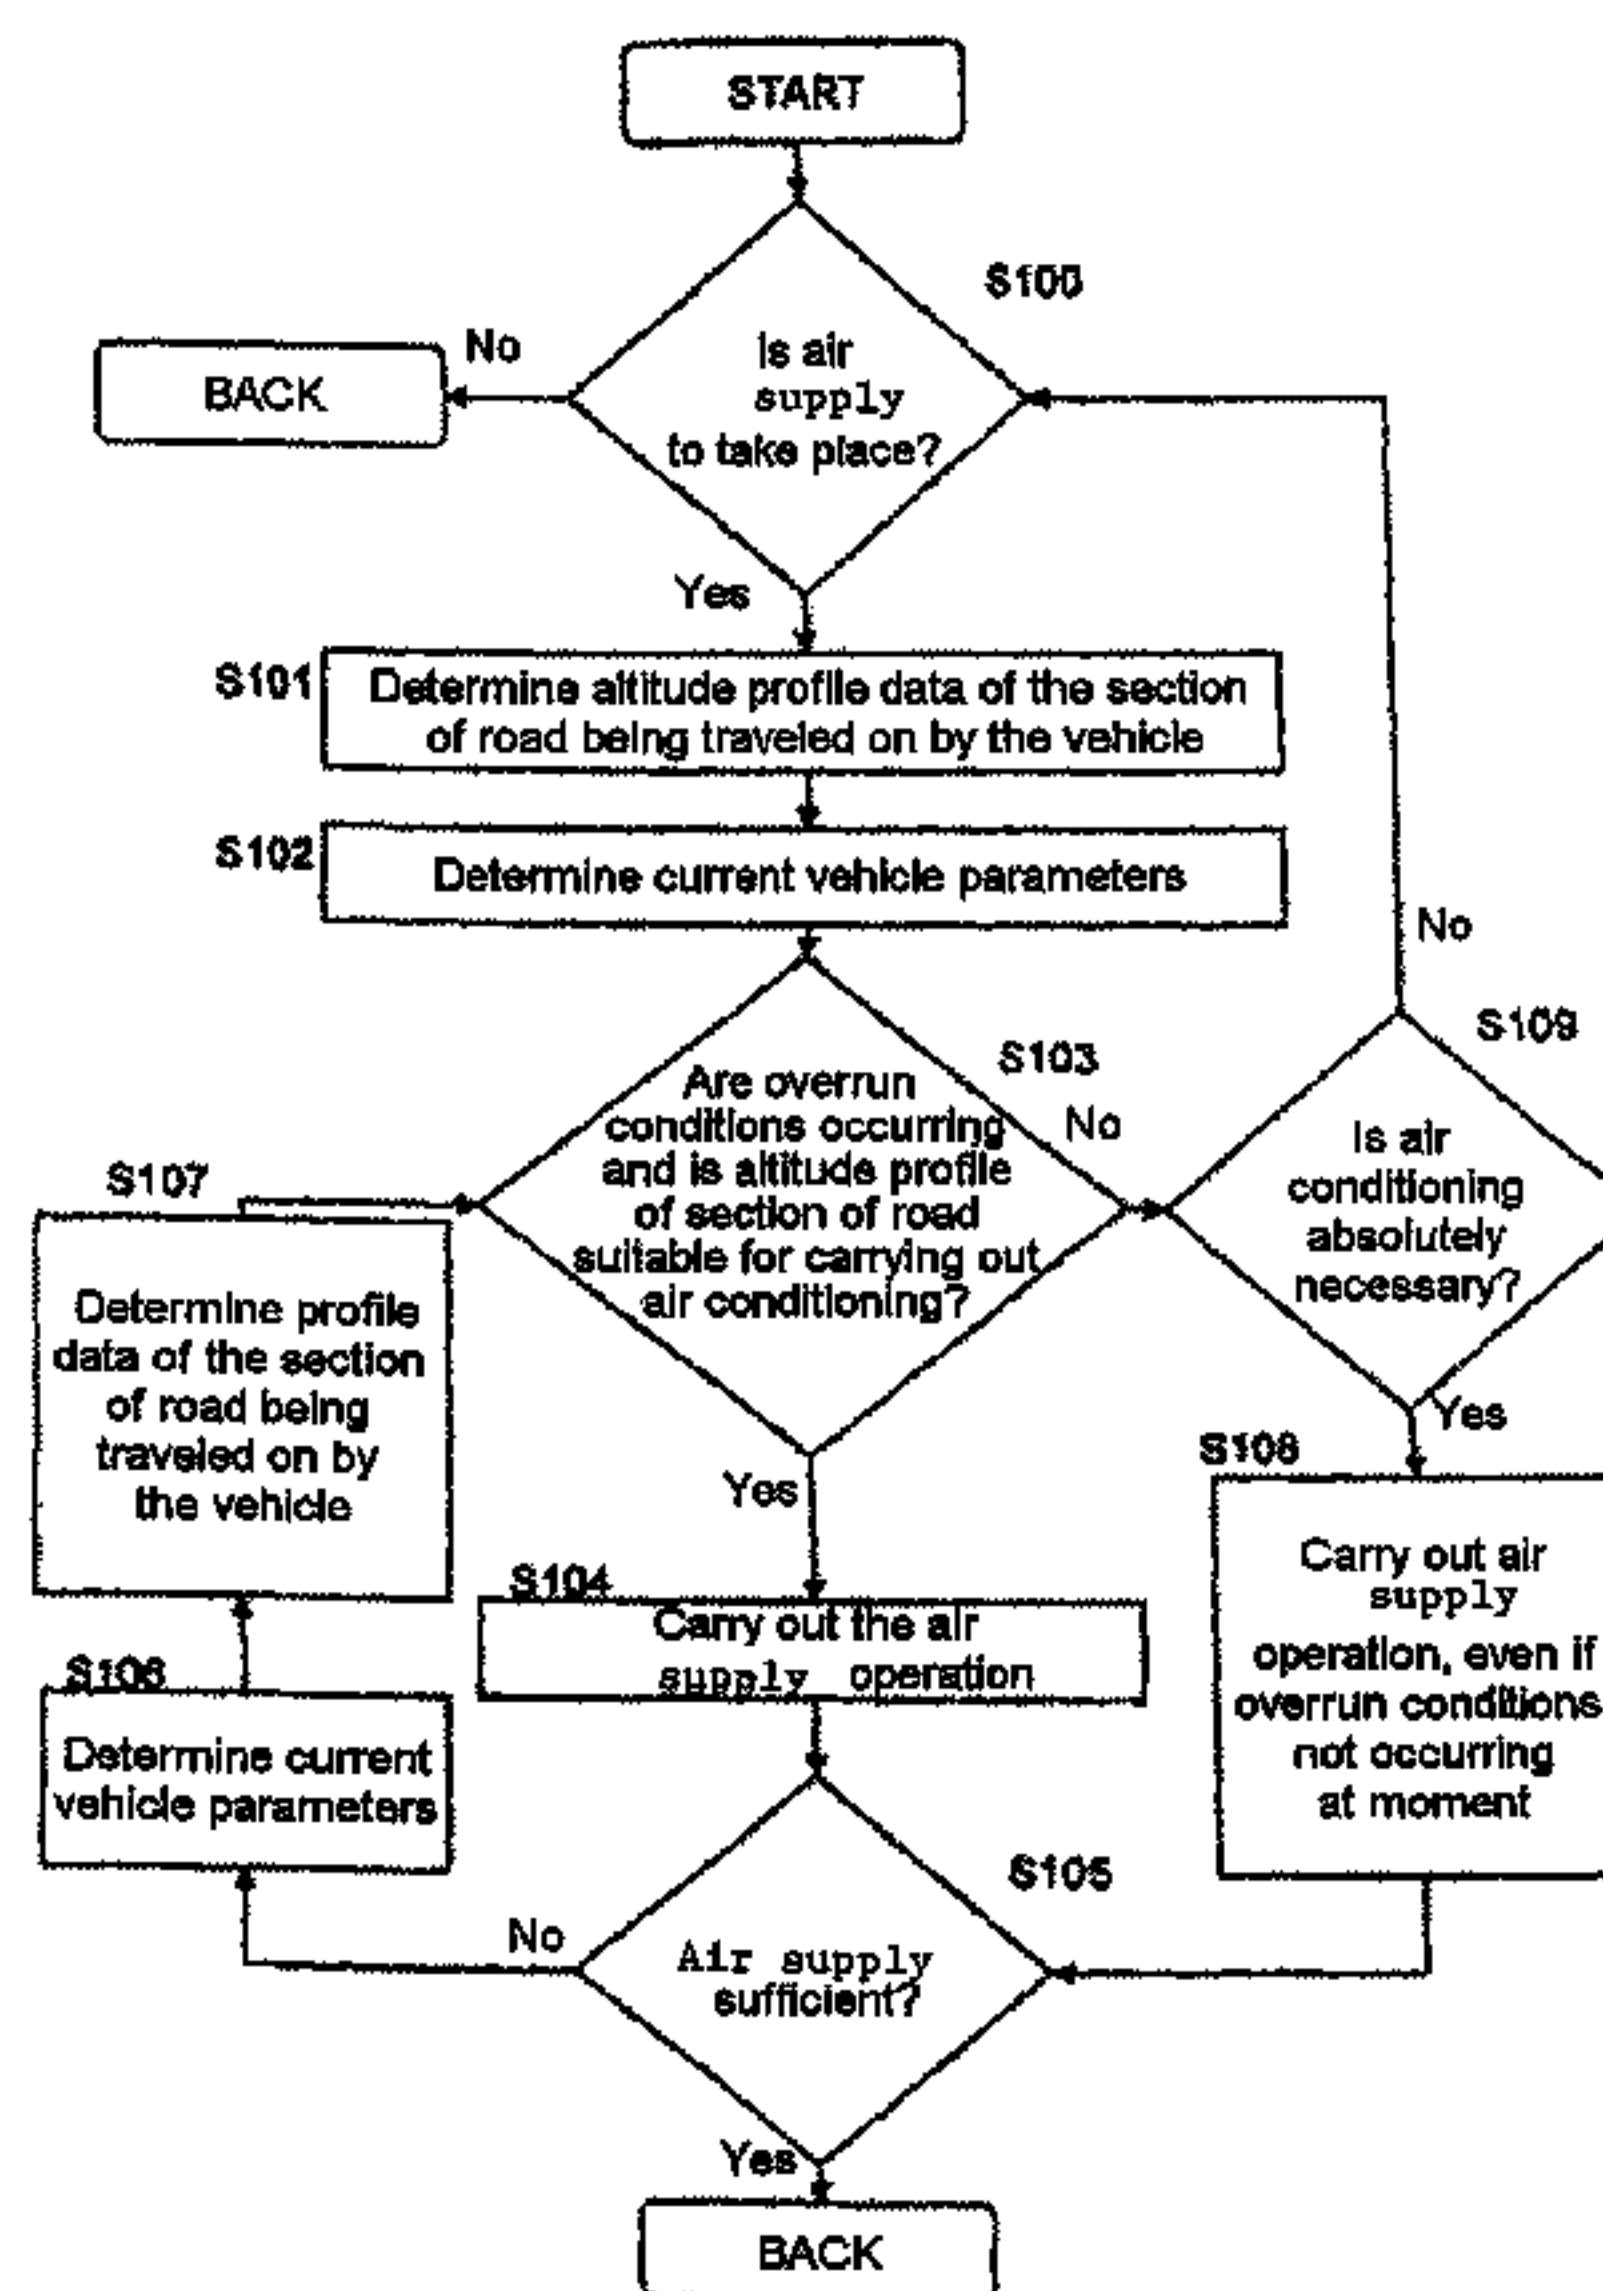 START
S100
No
BACK
Is air
supply
to take place?
Yes
S101
Determine altitude profile data of the section
of road being traveled on by the vehicle
S102
Determine current vehicle parameters
No
S109
S103
No
Are overrun
conditions occurring
and is altitude profile
of section of road
suitable for carrying out
air conditioning?
Is air
conditioning
absolutely
necessary?
S107
Determine profile
data of the section
of road being
traveled on by
the vehicle
Yes
Yes
S108
S104
Carry out the air
supply operation
Carry out air
supply
operation, even if
overrun conditions
not occurring
at moment
S106
Determine current
vehicle parameters
S105
No
Air supply
sufficient?
Yes
BACK